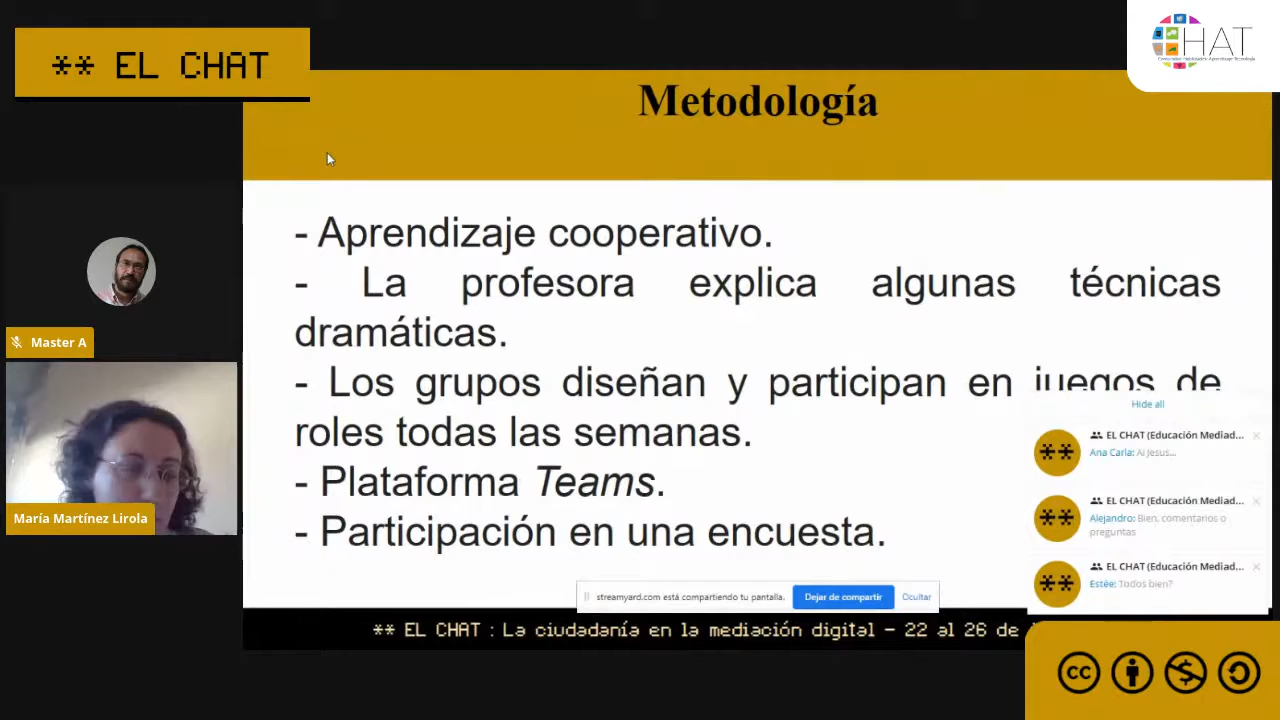 ** EL CHAT
CHAT
Metodología
- Aprendizaje cooperativo.
- La profesora explica algunas técnicas
dramáticas.
- Los grupos diseñan y participan en juegos de
roles todas las semanas.
- Plataforma Teams.
- Participación en una encuesta.
Master A
María Martínez Lirola
Hide all
EL CHAT (Educación Mediad...
Ana Carla: Ai Jesus...
EL CHAT (Educación Mediad...
Alejandro: Bien, comentarios o
preguntas
EL CHAT (Educación Mediad...
Estée: Todos bien?
streamyard.com está compartiendo tu pantalla.
Dejar de compartir
Ocultar
** EL CHAT : La ciudadanía en la mediación digital – 22 al 26 de
cc